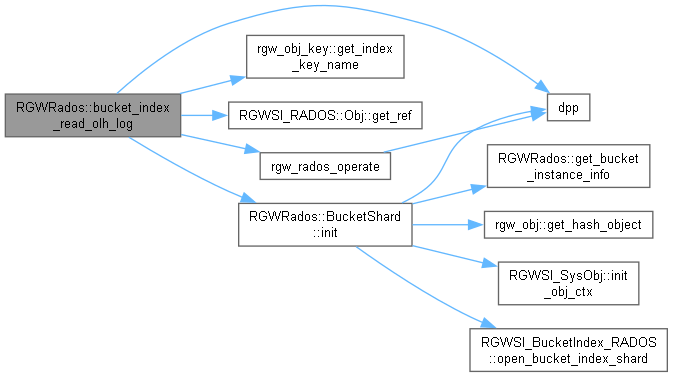 RGWRados::bucket_index
_read_olh_log
rgw_obj_key::get_index
_key_name
RGWSI_RADOS::Obj::get_ref
rgw_rados_operate
RGWRados::BucketShard
::init
dpp
RGWRados::get_bucket
_instance_info
rgw_obj::get_hash_object
RGWSI_SysObj::init
_obj_ctx
RGWSI_BucketIndex_RADOS
::open_bucket_index_shard